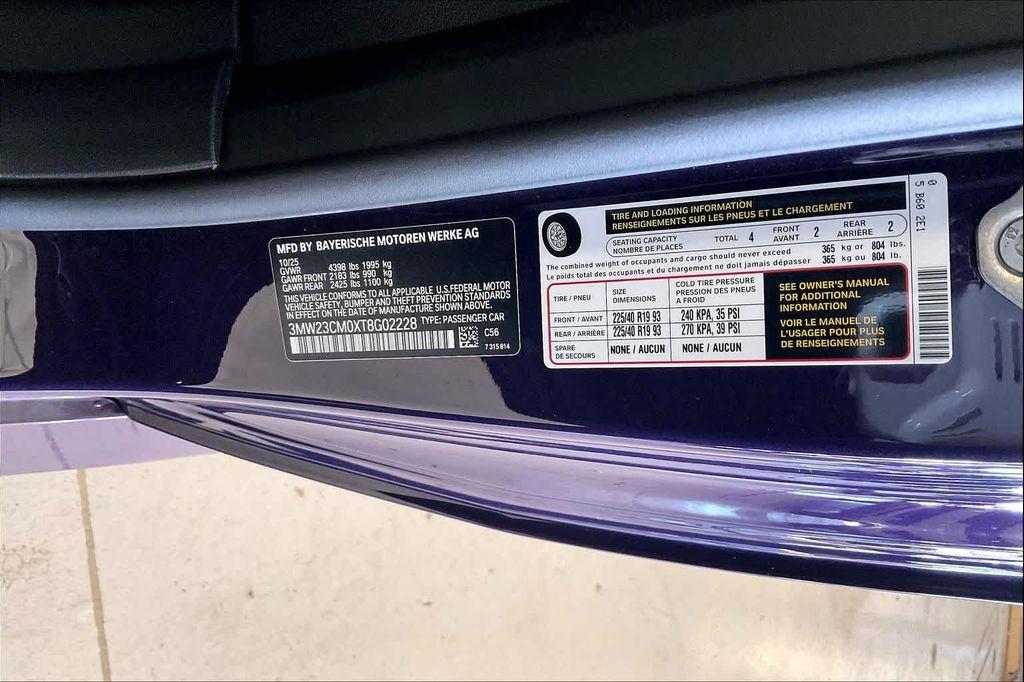 MFD BY BAYERISCHE MOTOREN WERKE AG
10/25
GVWR 4398 lbs 1995 kg
GAWR FRONT 2183 lbs 990 kg
GAWR REAR 2425 lbs 1100 kg
THIS VEHICLE CONFORMS TO ALL APPLICABLE U.S.FEDERAL MOTOR
VEHICLE SAFETY, BUMPER AND THEFT PREVENTION STANDARDS
IN EFFECT ON THE DATE OF MANUFACTURE SHOWN ABOVE.
3MW23CM0XT8G02228 TYPE: PASSENGER CAR
C56
7 315 814
TIRE AND LOADING INFORMATION
RENSEIGNEMENTS SUR LES PNEUS ET LE CHARGEMENT
SEATING CAPACITY TOTAL 4 FRONT 2 REAR 2
NOMBRE DE PLACES AVANT ARRIÈRE
The combined weight of occupants and cargo should never exceed 365 kg or 804 lbs.
Le poids total des occupants et du chargement ne doit jamais dépasser 365 kg ou 804 lb.
TIRE / PNEU SIZE DIMENSIONS COLD TIRE PRESSURE PRESSION DES PNEUS A FROID
FRONT / AVANT 225/40 R19 93 240 KPA, 35 PSI
REAR / ARRIÈRE 225/40 R19 93 270 KPA, 39 PSI
SPARE DE SECOURS NONE / AUCUN NONE / AUCUN
SEE OWNER'S MANUAL
FOR ADDITIONAL
INFORMATION
VOIR LE MANUEL DE
L'USAGER POUR PLUS
DE RENSEIGNEMENTS
0
5 B60 2E1